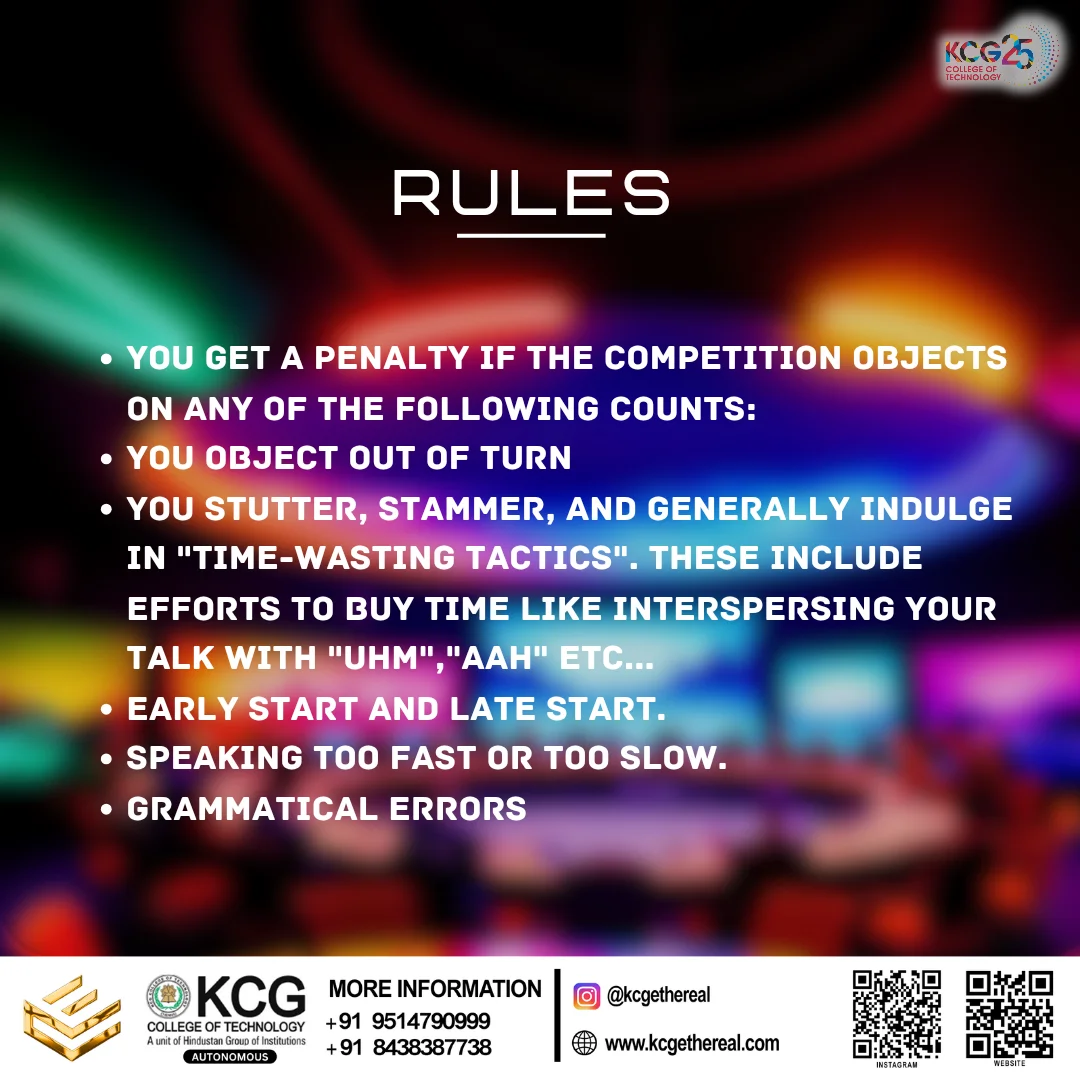 KCG25
COLLEGE OF
TECHNOLOGY
RULES
• YOU GET A PENALTY IF THE COMPETITION OBJECTS
ON ANY OF THE FOLLOWING COUNTS:
• YOU OBJECT OUT OF TURN
• YOU STUTTER, STAMMER, AND GENERALLY INDULGE
IN "TIME-WASTING TACTICS". THESE INCLUDE
EFFORTS TO BUY TIME LIKE INTERSPERSING YOUR
TALK WITH "UHM","AAH" ETC...
• EARLY START AND LATE START.
• SPEAKING TOO FAST OR TOO SLOW.
• GRAMMATICAL ERRORS
KCG
COLLEGE OF TECHNOLOGY
A unit of Hindustan Group of Institutions
AUTONOMOUS
MORE INFORMATION
+91 9514790999
+91 8438387738
@kcgethereal
www.kcgethereal.com
INSTAGRAM
WEBSITE